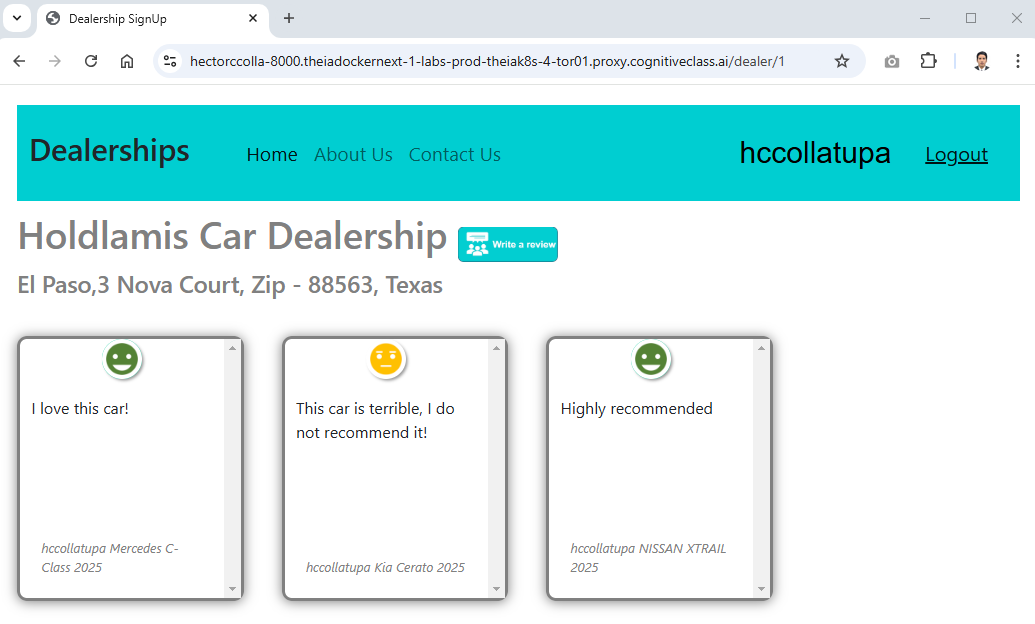 Dealership SignUp
hectorccolla-8000.theiadockernext-1-labs-prod-theiak8s-4-tor01.proxy.cognitiveclass.ai/dealer/1
Dealerships Home About Us Contact Us hccollatupa Logout
Holdlamis Car Dealership Write a review
El Paso,3 Nova Court, Zip - 88563, Texas
I love this car!
hccollatupa Mercedes C-
Class 2025
This car is terrible, I do
not recommend it!
hccollatupa Kia Cerato 2025
Highly recommended
hccollatupa NISSAN XTRAIL
2025